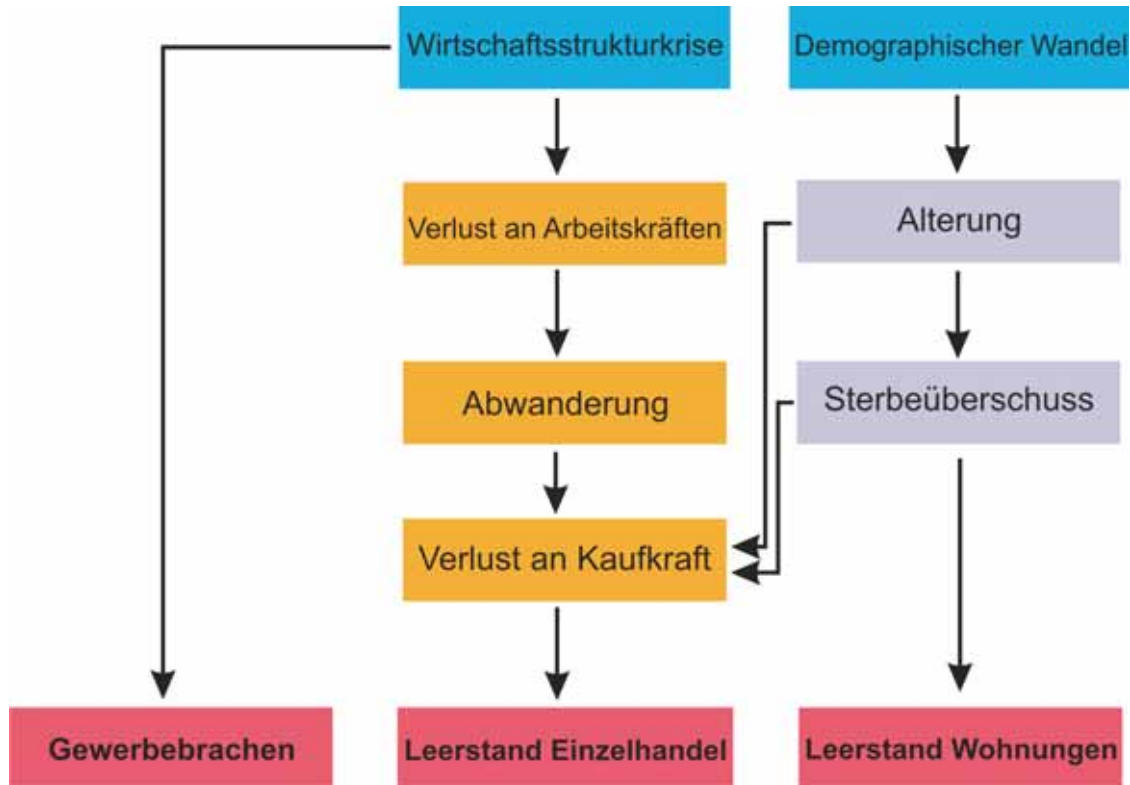 Wirtschaftsstrukturkrise
Demographischer Wandel
Verlust an Arbeitskräften
Alterung
Abwanderung
Sterbeüberschuss
Verlust an Kaufkraft
Gewerbebrachen
Leerstand Einzelhandel
Leerstand Wohnungen